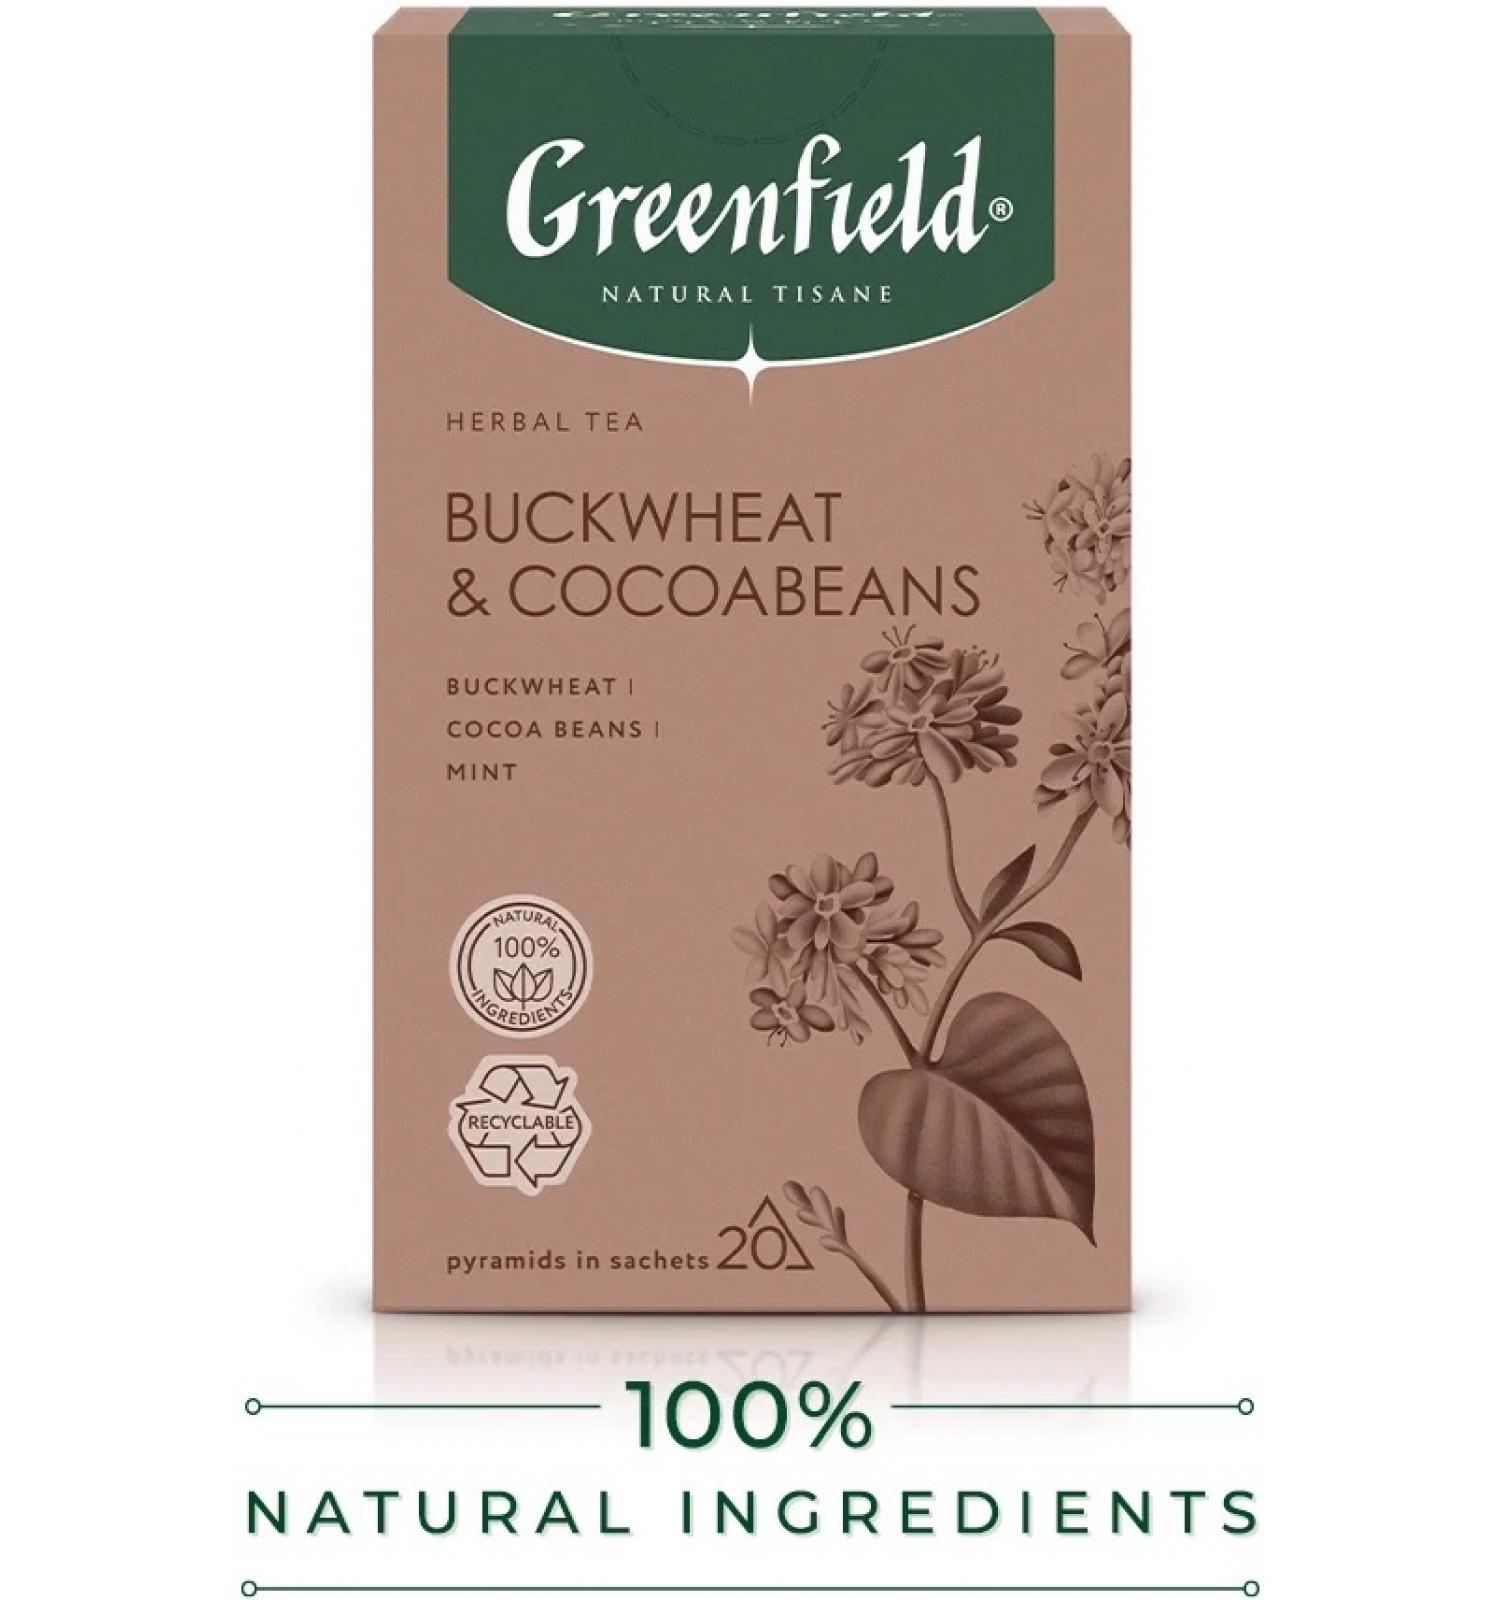 Greenfield®
NATURAL TISANE
HERBAL TEA
BUCKWHEAT
& COCOABEANS
BUCKWHEAT |
COCOA BEANS |
MINT
NATURAL
100%
INGREDIENTS
RECYCLABLE
pyramids in sachets 20
100%
NATURAL INGREDIENTS